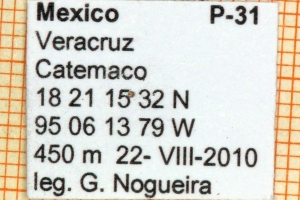 Mexico P-31
Veracruz
Catemaco
18 21 15 32 N
95 06 13 79 W
450 m 22- VIII-2010
leg. G. Nogueira